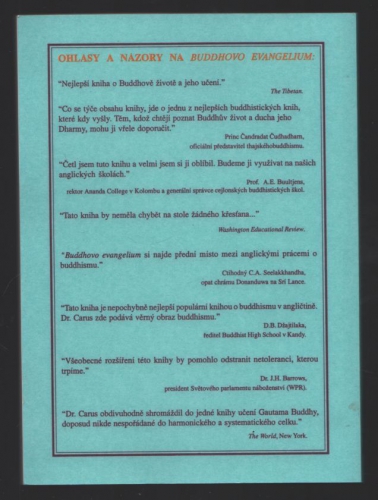 OHLASY A NÁZORY NA BUDDHOVO EVANGELIUM:
"Nejlepší kniha o Buddhově životě a jeho učení."
The Tibetan.
"Co se týče obsahu knihy, jde o jednu z nejlepších buddhistických knih,
které kdy vyšly. Těm, kdož chtějí poznat Buddhův život a ducha jeho
Dharmy, mohu ji vřele doporučit."
Princ Čandradat Čudhadharn,
oficiální představitel thajskéhobuddhismu.
"Četl jsem tuto knihu a velmi jsem si ji oblíbil. Budeme ji využívat na našich
anglických školách."
Prof. A.E. Buultjens,
rektor Ananda College v Kolombu a generální správce cejlonských buddhistických škol.
"Tato kniha by neměla chybět na stole žádného křesťana..."
Washington Educational Review.
"Buddhovo evangelium si najde přední místo mezi anglickými pracemi o
buddhismu."
Ctihodný C.A. Seelakkhandha,
opat chrámu Doxandawa na Srí Lance.
"Tato kniha je nepochybně nejlepší populární knihou o buddhismu v angličtině.
Dr. Carus zde podává věrný obraz buddhismu."
D.B. Džajtilaka,
ředitel Buddhist High School v Kandy.
"Všeobecné rozšíření této knihy by pomohlo odstranit netoleranci, kterou
trpíme."
Dr. J.H. Barrows,
president Světového parlamentu náboženství (WPR).
"Dr. Carus obdivuhodně shromáždil do jedné knihy učení Gautama Buddhy,
doposud nikde nespořádané do harmonického a systematického celku."
The World, New York.